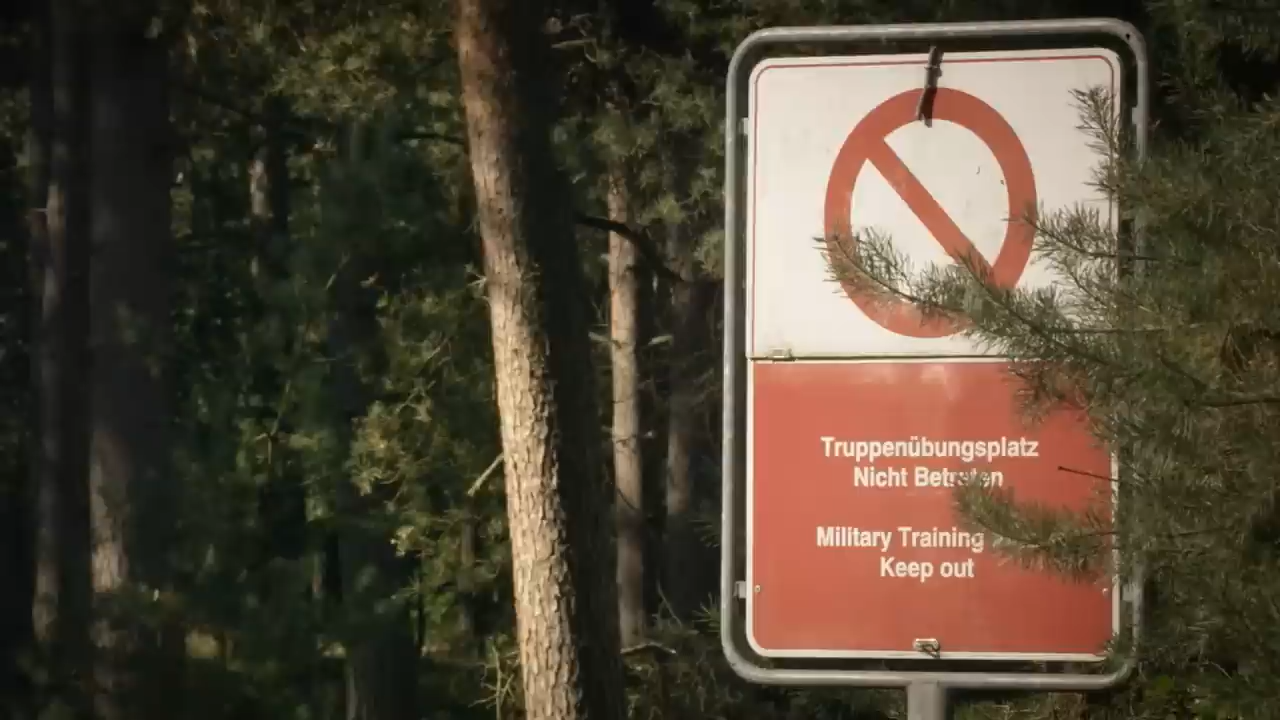 Truppenübungsplatz
Nicht Betreten
Military Training
Keep out